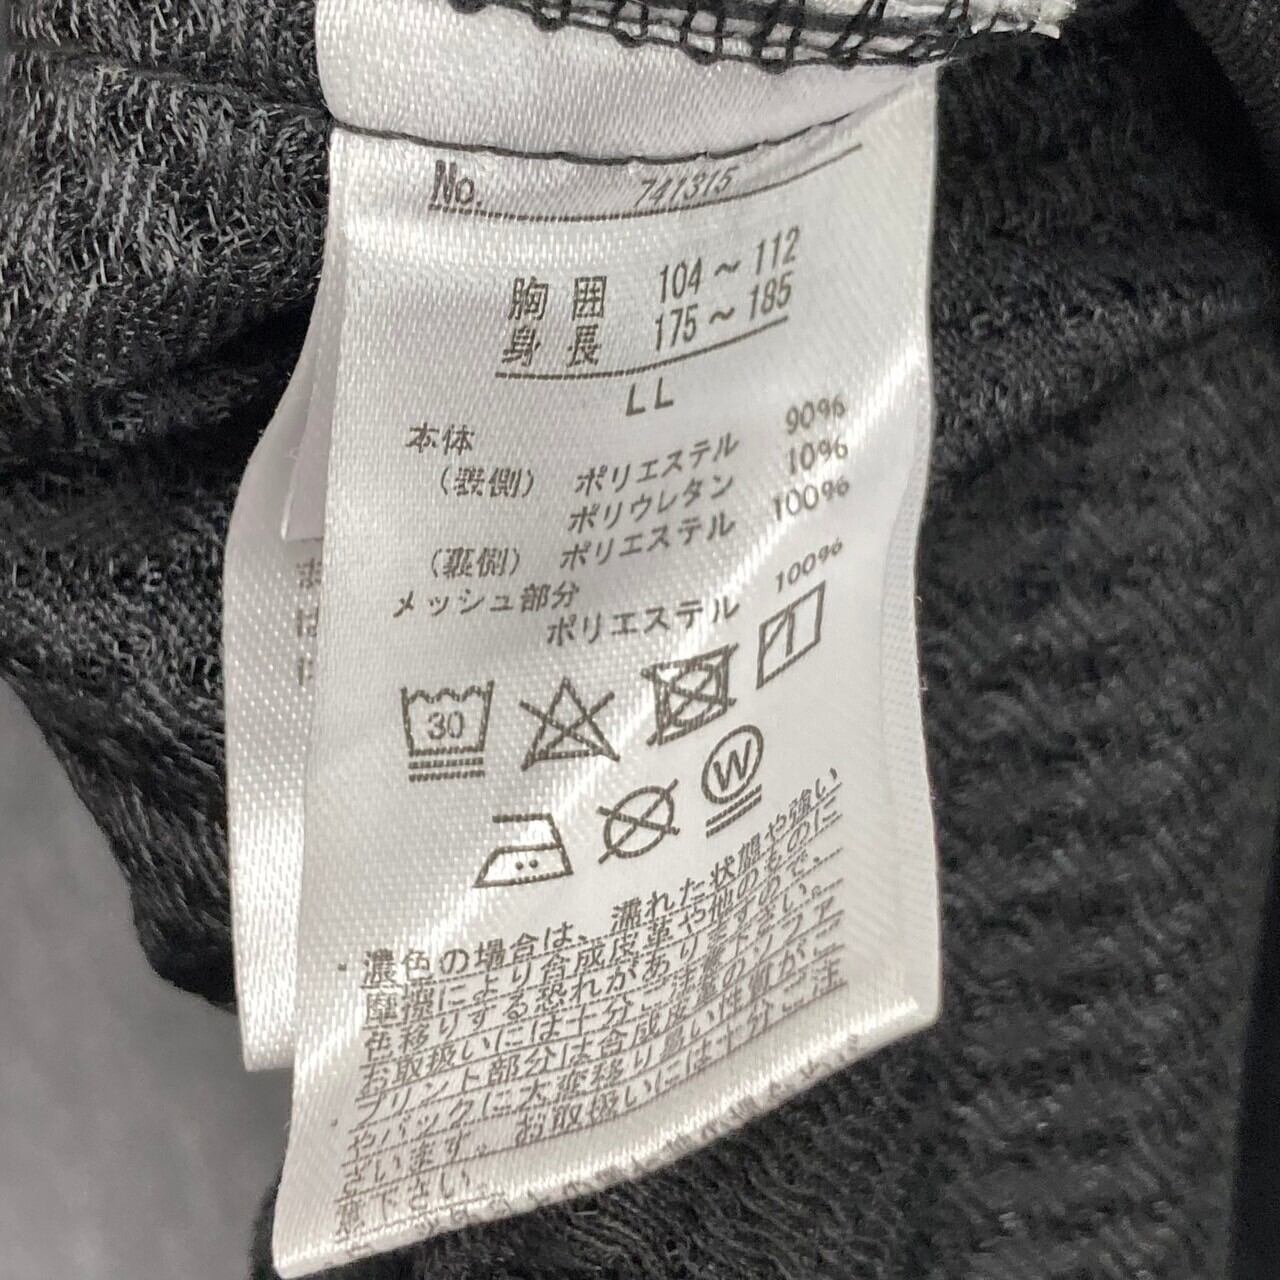 No. 741315
胸囲 104～112
身長 175～185
LL
本体
(表側) ポリエステル 90%
ポリウレタン 10%
(裏側) ポリエステル 100%
メッシュ部分
ポリエステル 100%
30
W
・濃色の場合は、濡れた状態や強い
摩擦により合成皮革や他のものに
色移りする恐れがありますので、
お取扱いには十分ご注意下さい。
・プリント部分は合成皮革のソファ
やバックに大変移り易い性質がご
ざいます。お取扱いには十分ご注
意下さい。